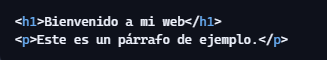 <h1>Bienvenido a mi web</h1>
<p>Este es un párrafo de ejemplo.</p>